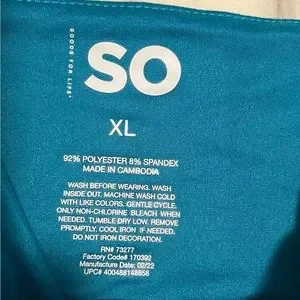 GOODS FOR LIFE
SO
XL
92% POLYESTER 8% SPANDEX
MADE IN CAMBODIA
WASH BEFORE WEARING. WASH
INSIDE OUT. MACHINE WASH COLD
WITH LIKE COLORS. GENTLE CYCLE.
ONLY NON-CHLORINE BLEACH WHEN
NEEDED. TUMBLE DRY LOW. REMOVE
PROMPTLY. COOL IRON IF NEEDED.
DO NOT IRON DECORATION.
RN# 73277
Factory Code# 170392
Manufacture Date: 02/22
UPC# 400488148858